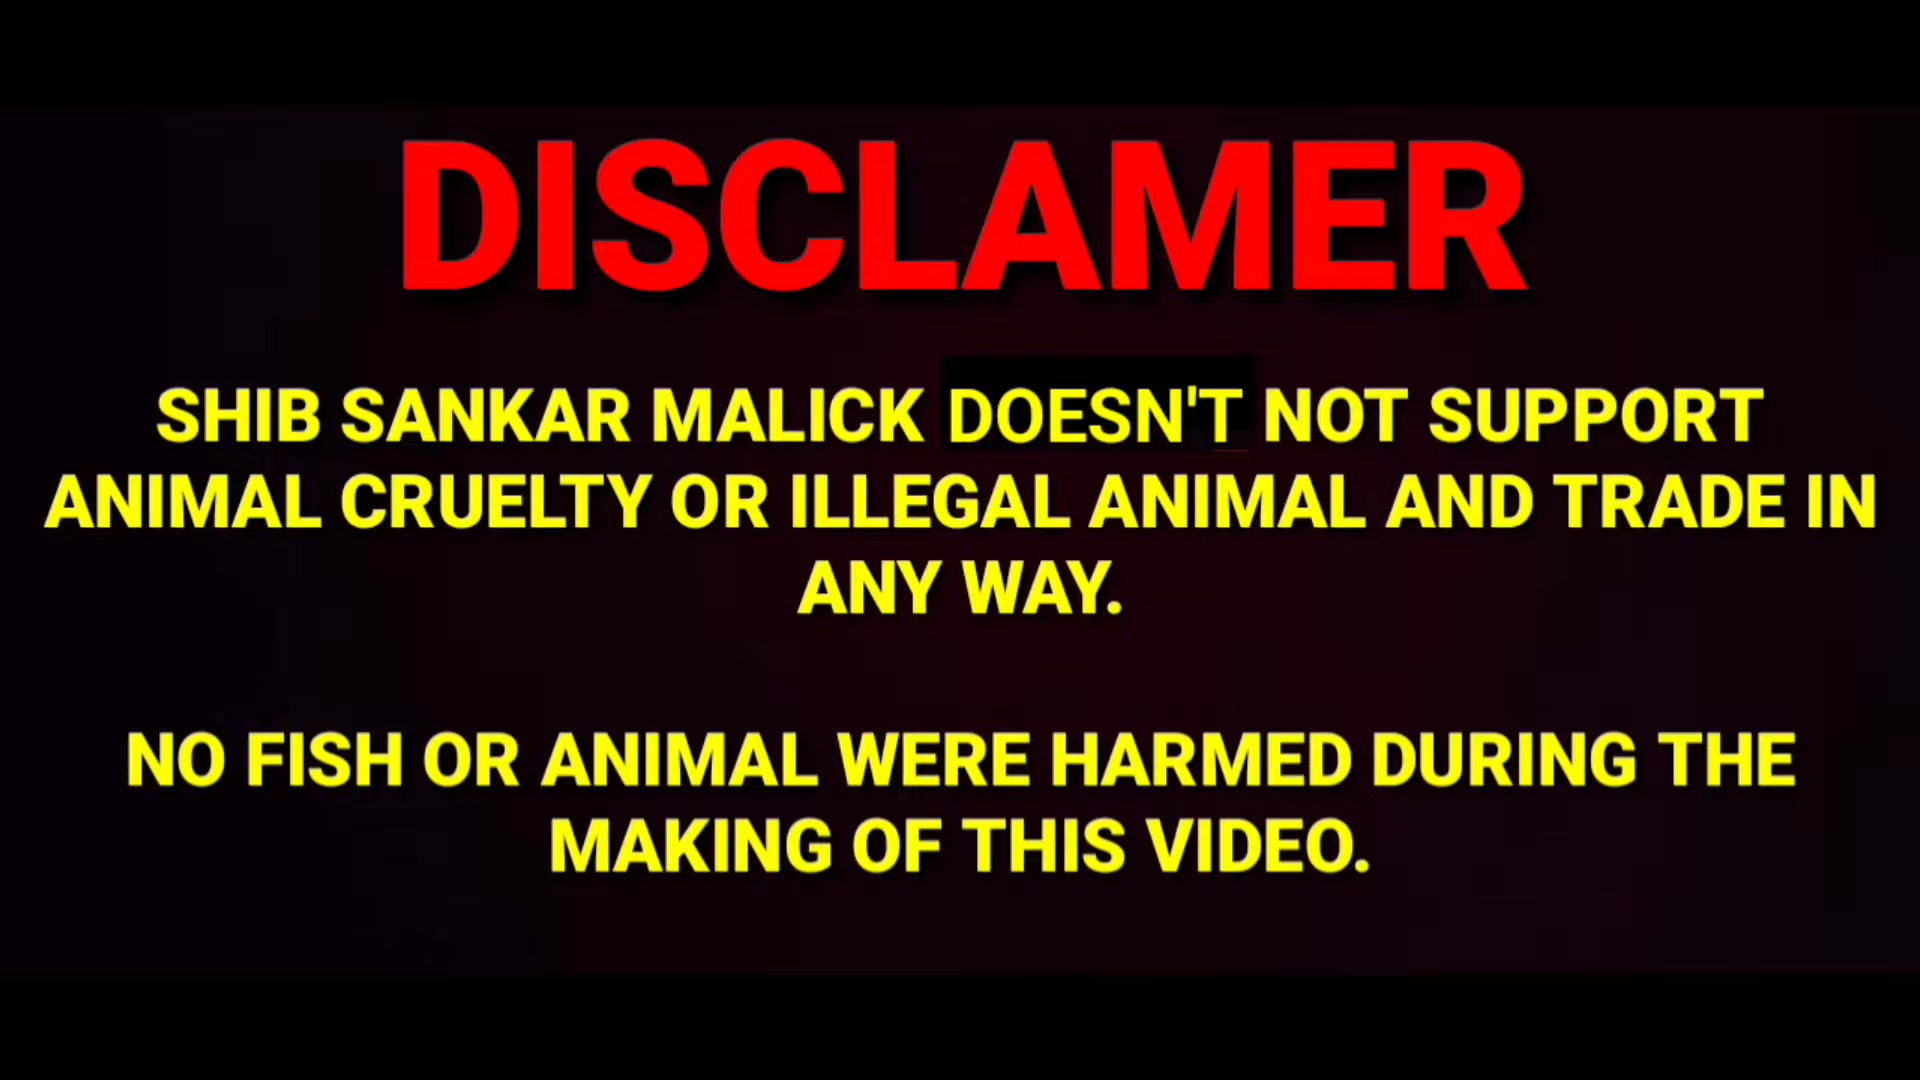 DISCLAMER
SHIB SANKAR MALICK DOESN'T NOT SUPPORT
ANIMAL CRUELTY OR ILLEGAL ANIMAL AND TRADE IN
ANY WAY.
NO FISH OR ANIMAL WERE HARMED DURING THE
MAKING OF THIS VIDEO.